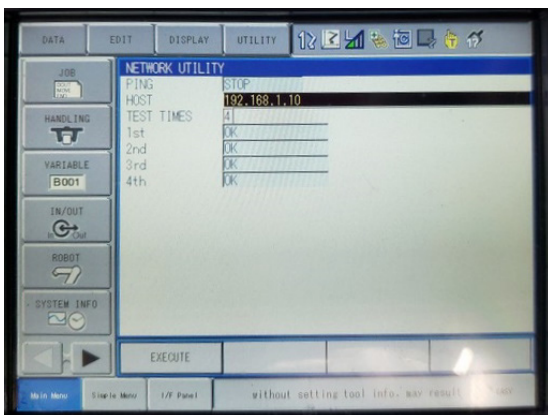 DATA EDIT DISPLAY UTILITY
JOB
HANDLING
VARIABLE
B001
IN/OUT
In Out
ROBOT
SYSTEM INFO
NETWORK UTILITY
PING STOP
HOST 192.168.1.10
TEST TIMES 4
1st OK
2nd OK
3rd OK
4th OK
EXECUTE
Main Menu Simple Menu I/F Panel without setting tool info. may result